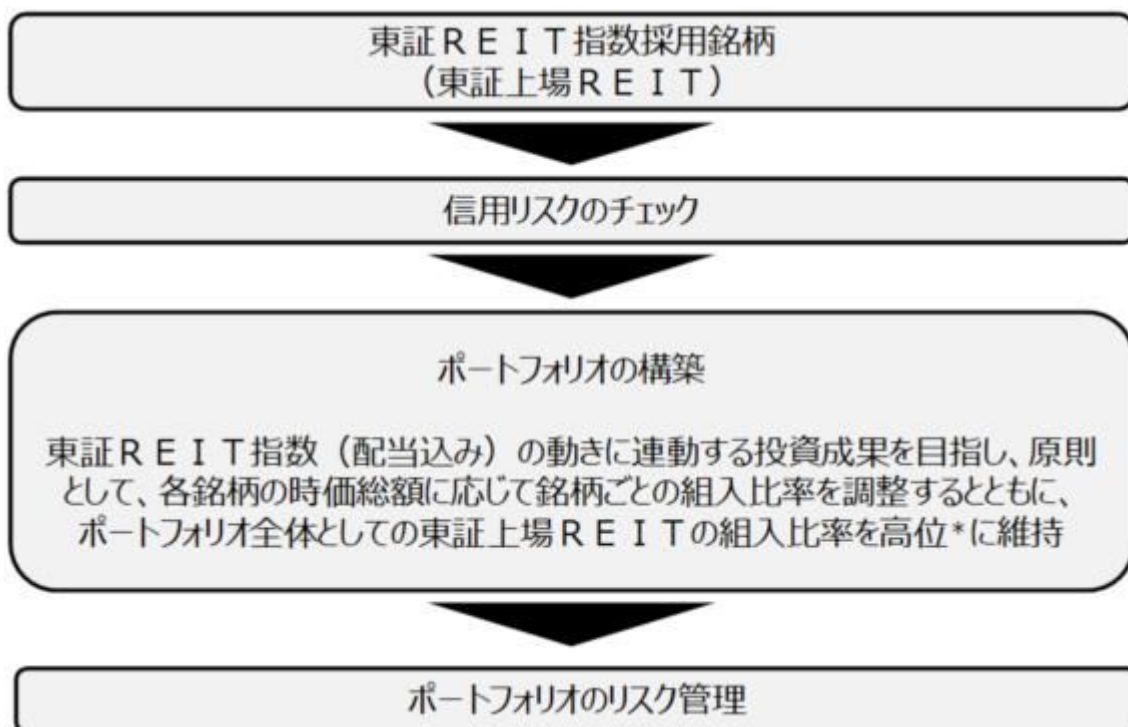 東証ＲＥＩＴ指数採用銘柄
（東証上場ＲＥＩＴ）
信用リスクのチェック
ポートフォリオの構築
東証ＲＥＩＴ指数（配当込み）の動きに連動する投資成果を目指し、原則
として、各銘柄の時価総額に応じて銘柄ごとの組入比率を調整するとともに、
ポートフォリオ全体としての東証上場ＲＥＩＴの組入比率を高位*に維持
ポートフォリオのリスク管理